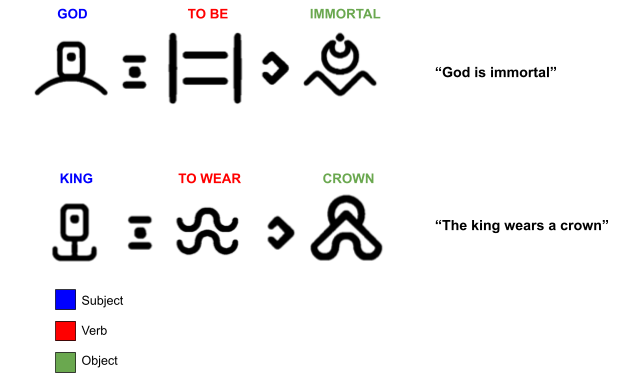 GOD TO BE IMMORTAL
“God is immortal”
KING TO WEAR CROWN
“The king wears a crown”
Subject
Verb
Object